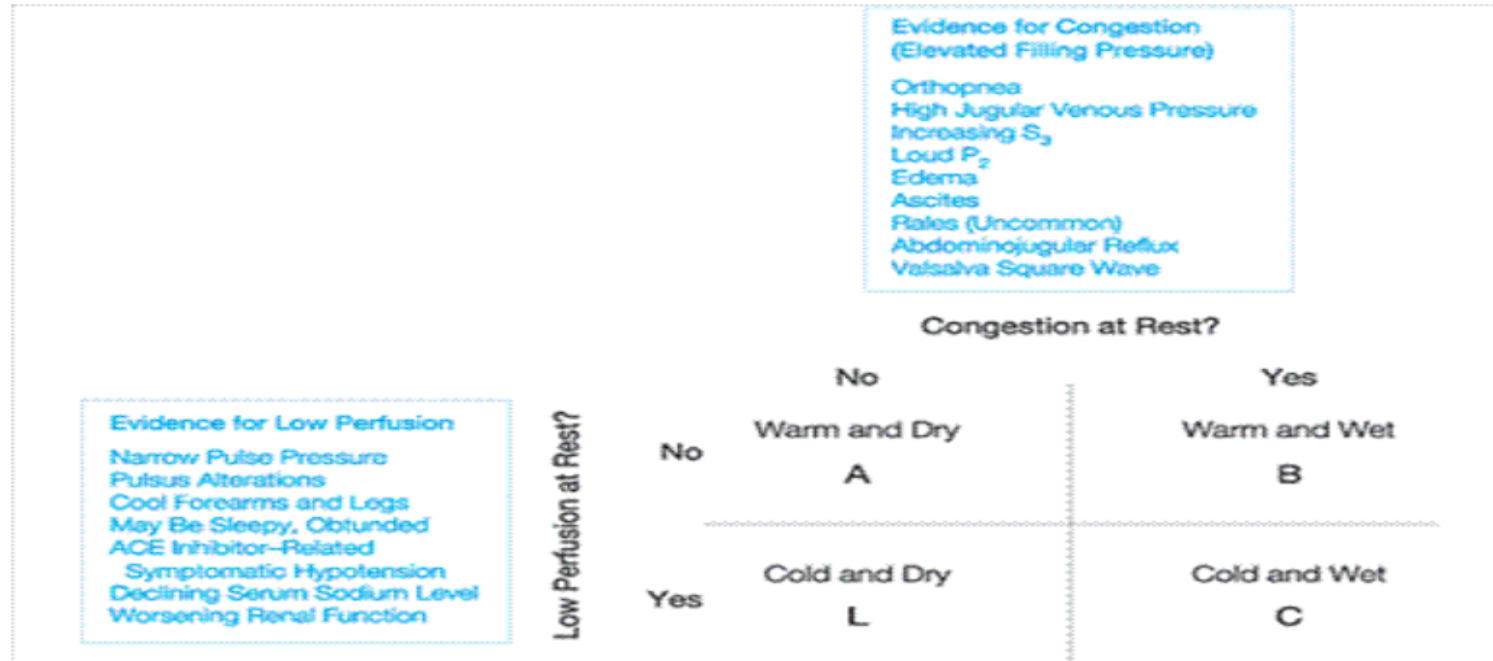 Evidence for Congestion
(Elevated Filling Pressure)
Orthopnea
High Jugular Venous Pressure
Increasing S₃
Loud P₂
Edema
Ascites
Rales (Uncommon)
Abdominojugular Reflux
Valsalva Square Wave
Congestion at Rest?
No
Yes
Evidence for Low Perfusion
Narrow Pulse Pressure
Pulsus Alterations
Cool Forearms and Legs
May Be Sleepy, Obtunded
ACE Inhibitor–Related
Symptomatic Hypotension
Declining Serum Sodium Level
Worsening Renal Function
Low Perfusion at Rest?
No
Warm and Dry
A
Warm and Wet
B
Yes
Cold and Dry
L
Cold and Wet
C